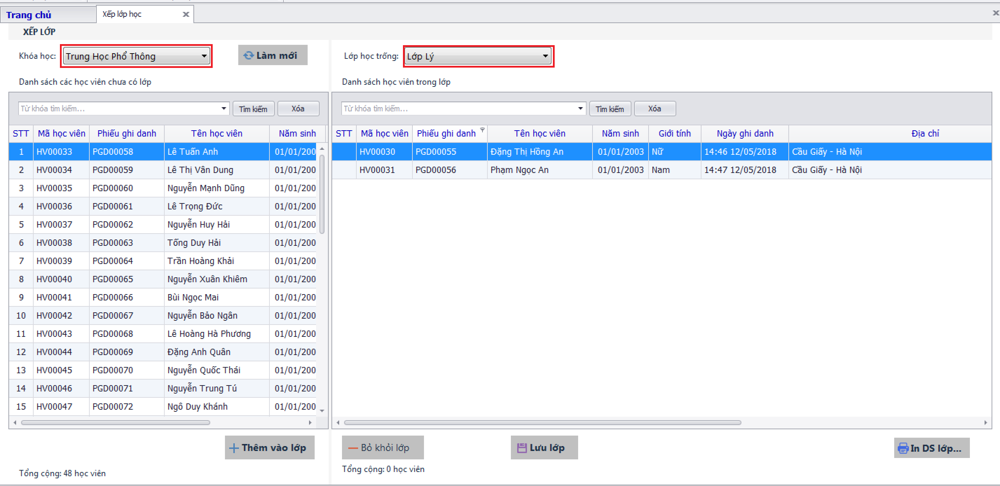 Trang chủ
Xếp lớp học
XẾP LỚP
Khóa học: Trung Học Phổ Thông
Làm mới
Danh sách các học viên chưa có lớp
Từ khóa tìm kiếm... Tìm kiếm Xóa
STT Mã học viên Phiếu ghi danh Tên học viên Năm sinh
1 HV00033 PGD00058 Lê Tuấn Anh 01/01/200
2 HV00034 PGD00059 Lê Thị Vân Dung 01/01/200
3 HV00035 PGD00060 Nguyễn Mạnh Dũng 01/01/200
4 HV00036 PGD00061 Lê Trọng Đức 01/01/200
5 HV00037 PGD00062 Nguyễn Huy Hải 01/01/200
6 HV00038 PGD00063 Tống Duy Hải 01/01/200
7 HV00039 PGD00064 Trần Hoàng Khải 01/01/200
8 HV00040 PGD00065 Nguyễn Xuân Khiêm 01/01/200
9 HV00041 PGD00066 Bùi Ngọc Mai 01/01/200
10 HV00042 PGD00067 Nguyễn Bảo Ngân 01/01/200
11 HV00043 PGD00068 Lê Hoàng Hà Phương 01/01/200
12 HV00044 PGD00069 Đặng Anh Quân 01/01/200
13 HV00045 PGD00070 Nguyễn Quốc Thái 01/01/200
14 HV00046 PGD00071 Nguyễn Trung Tú 01/01/200
15 HV00047 PGD00072 Ngô Duy Khánh 01/01/200
Thêm vào lớp
Tổng cộng: 48 học viên
Lớp học trống: Lớp Lý
Danh sách học viên trong lớp
Từ khóa tìm kiếm... Tìm kiếm Xóa
STT Mã học viên Phiếu ghi danh Tên học viên Năm sinh Giới tính Ngày ghi danh Địa chỉ
HV00030 PGD00055 Đặng Thị Hồng An 01/01/2003 Nữ 14:46 12/05/2018 Cầu Giấy - Hà Nội
HV00031 PGD00056 Phạm Ngọc An 01/01/2003 Nam 14:47 12/05/2018 Cầu Giấy - Hà Nội
Bỏ khỏi lớp
Lưu lớp
In DS lớp...
Tổng cộng: 0 học viên